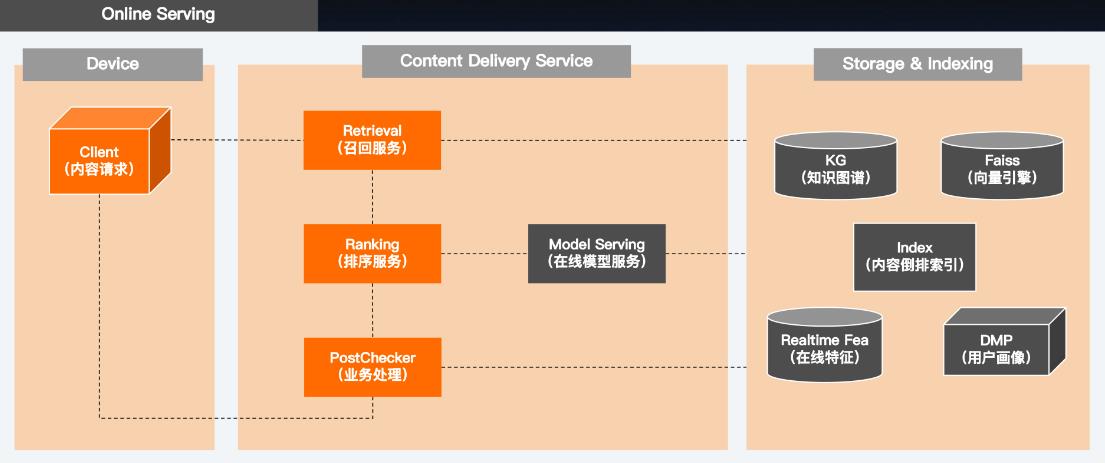 Online Serving
Device
Content Delivery Service
Storage & Indexing
Client
（内容请求）
Retrieval
（召回服务）
KG
（知识图谱）
Faiss
（向量引擎）
Ranking
（排序服务）
Model Serving
（在线模型服务）
Index
（内容倒排索引）
PostChecker
（业务处理）
Realtime Fea
（在线特征）
DMP
（用户画像）